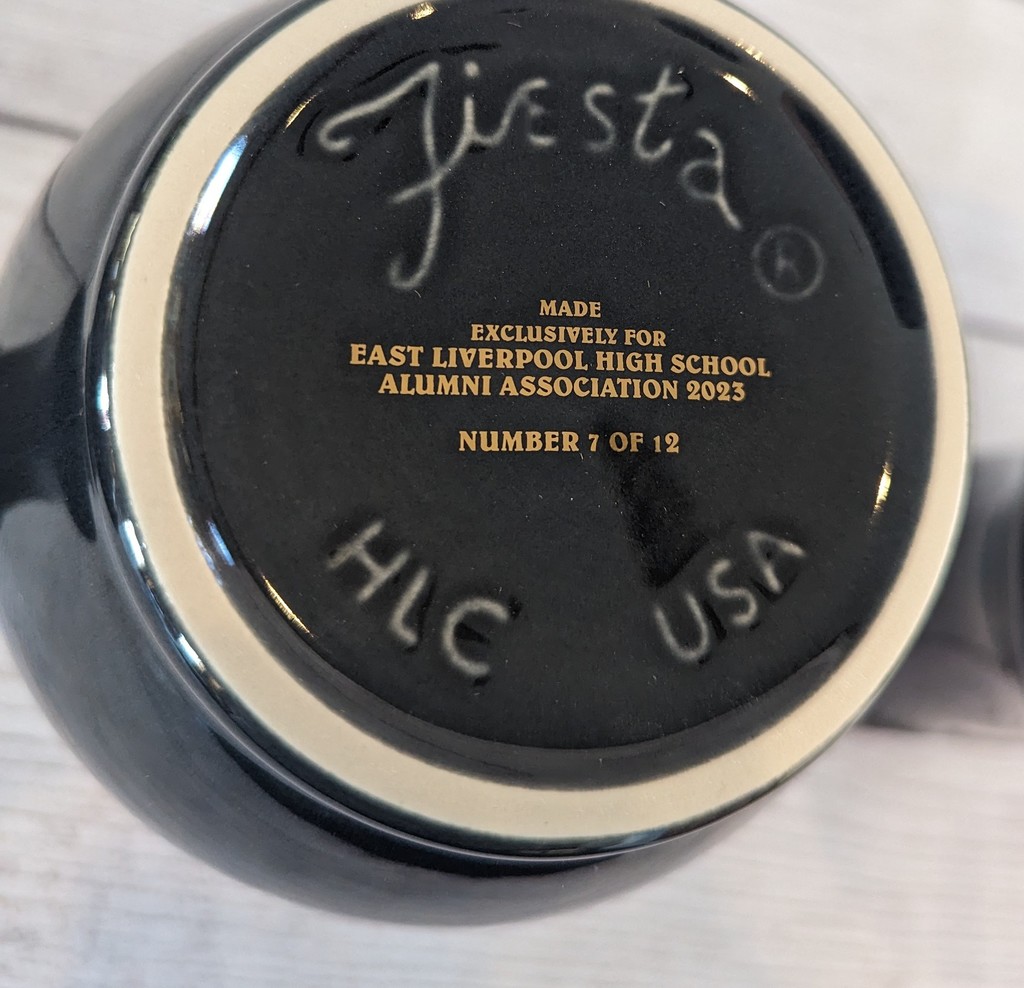 Fiesta ®
MADE
EXCLUSIVELY FOR
EAST LIVERPOOL HIGH SCHOOL
ALUMNI ASSOCIATION 2023
NUMBER 7 OF 12
HLC USA